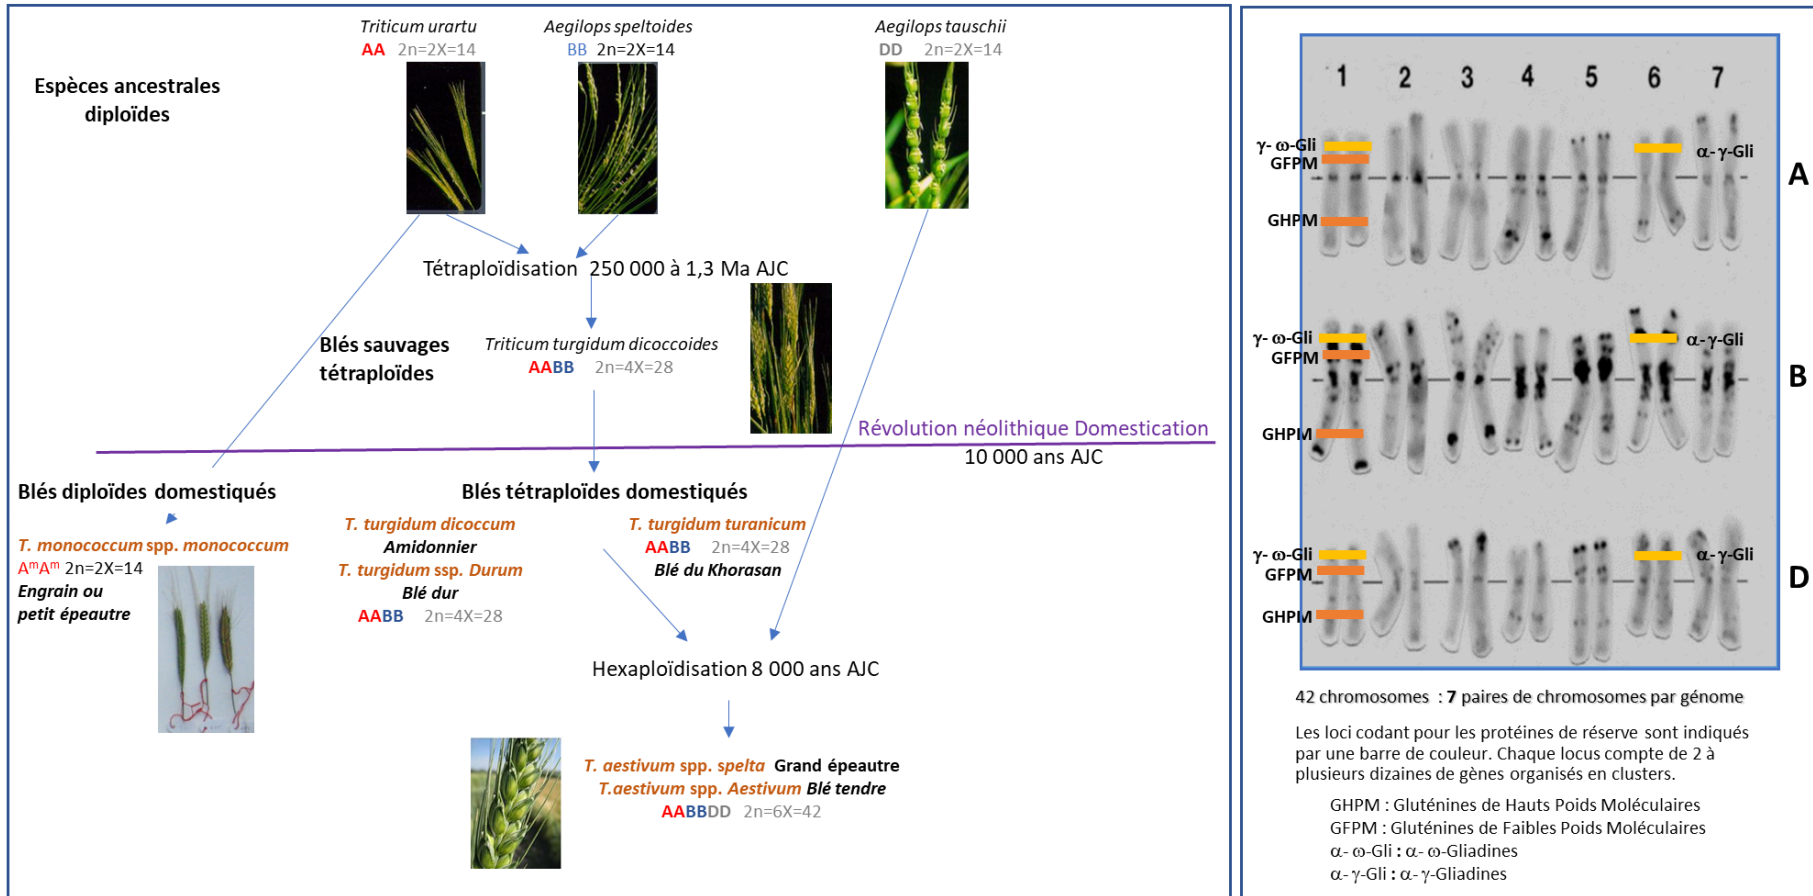 Triticum urartu
AA 2n=2X=14
Aegilops speltoides
BB 2n=2X=14
Aegilops tauschii
DD 2n=2X=14
Espèces ancestrales
diploïdes
Tétraploïdisation 250 000 à 1,3 Ma AJC
Blés sauvages
tétraploïdes
Triticum turgidum dicoccoides
AABB 2n=4X=28
Révolution néolithique Domestication
10 000 ans AJC
Blés diploïdes domestiqués
T. monococcum spp. monococcum
AᵐAᵐ 2n=2X=14
Engrain ou
petit épeautre
Blés tétraploïdes domestiqués
T. turgidum dicoccum
Amidonnier
T. turgidum ssp. Durum
Blé dur
AABB 2n=4X=28
T. turgidum turanicum
AABB 2n=4X=28
Blé du Khorasan
Hexaploïdisation 8 000 ans AJC
T. aestivum spp. spelta Grand épeautre
T.aestivum spp. Aestivum Blé tendre
AABBDD 2n=6X=42
1 2 3 4 5 6 7
γ- ω-Gli
GFPM
GHPM
α- γ-Gli
A
γ- ω-Gli
GFPM
GHPM
α- γ-Gli
B
γ- ω-Gli
GFPM
GHPM
α- γ-Gli
D
42 chromosomes : 7 paires de chromosomes par génome
Les loci codant pour les protéines de réserve sont indiqués
par une barre de couleur. Chaque locus compte de 2 à
plusieurs dizaines de gènes organisés en clusters.
GHPM : Gluténines de Hauts Poids Moléculaires
GFPM : Gluténines de Faibles Poids Moléculaires
α- ω-Gli : α- ω-Gliadines
α- γ-Gli : α- γ-Gliadines